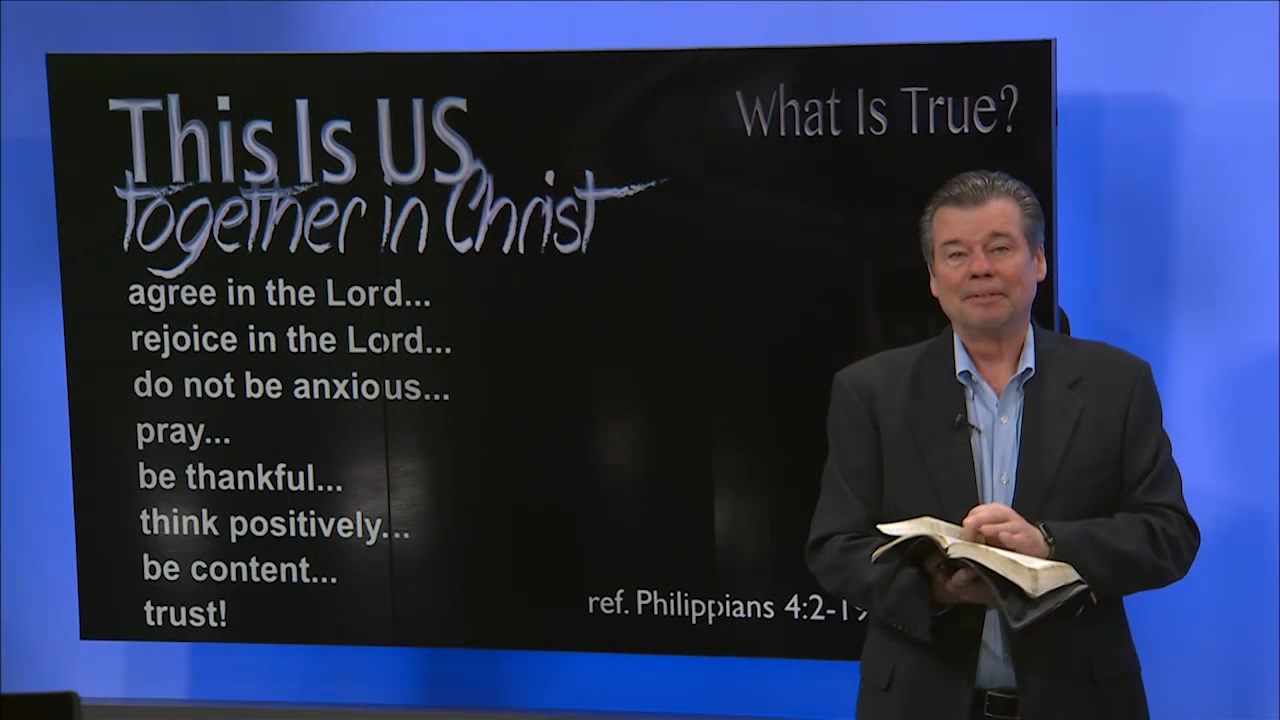 This Is US
together in Christ
What Is True?
agree in the Lord...
rejoice in the Lord...
do not be anxious...
pray...
be thankful...
think positively...
be content...
trust!
ref. Philippians 4:2-19